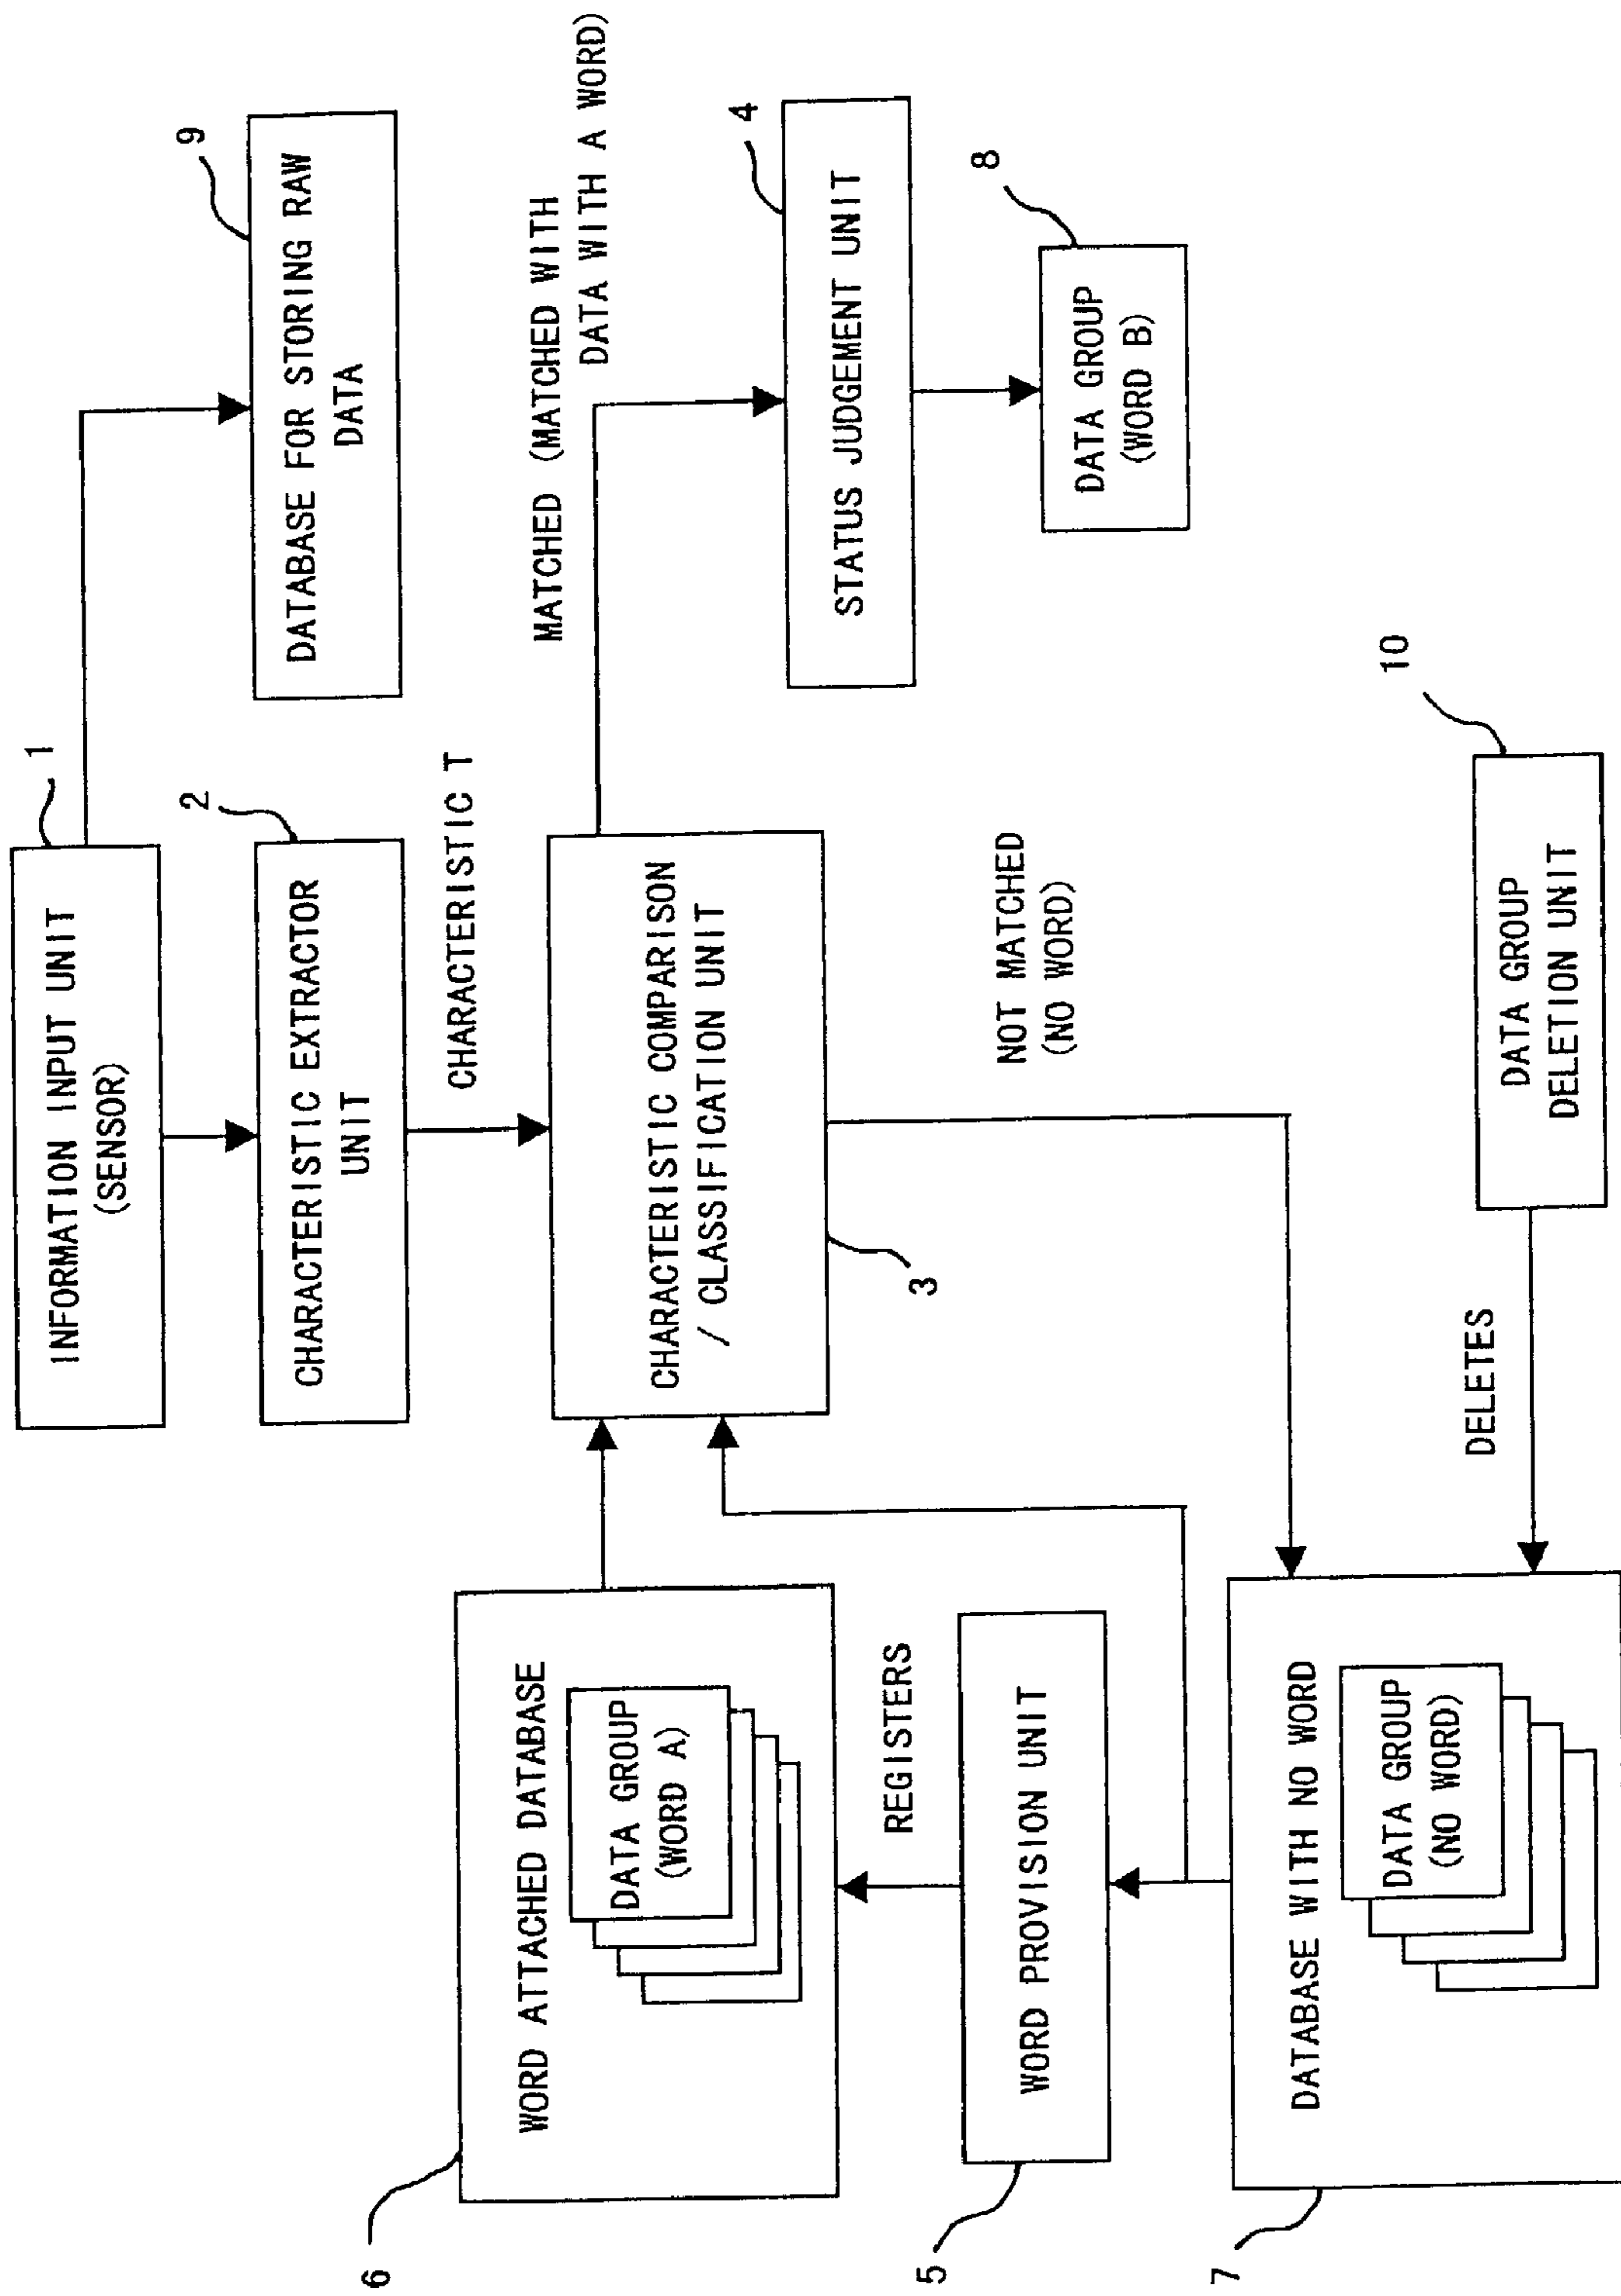 INFORMATION INPUT UNIT
(SENSOR)
1
DATABASE FOR STORING RAW
DATA
9
CHARACTERISTIC EXTRACTOR
UNIT
2
CHARACTERISTIC T
WORD ATTACHED DATABASE
DATA GROUP
(WORD A)
6
CHARACTERISTIC COMPARISON
/ CLASSIFICATION UNIT
3
MATCHED (MATCHED WITH
DATA WITH A WORD)
STATUS JUDGEMENT UNIT
4
DATA GROUP
(WORD B)
8
REGISTERS
WORD PROVISION UNIT
5
NOT MATCHED
(NO WORD)
DATABASE WITH NO WORD
DATA GROUP
(NO WORD)
7
DELETES
DATA GROUP
DELETION UNIT
10